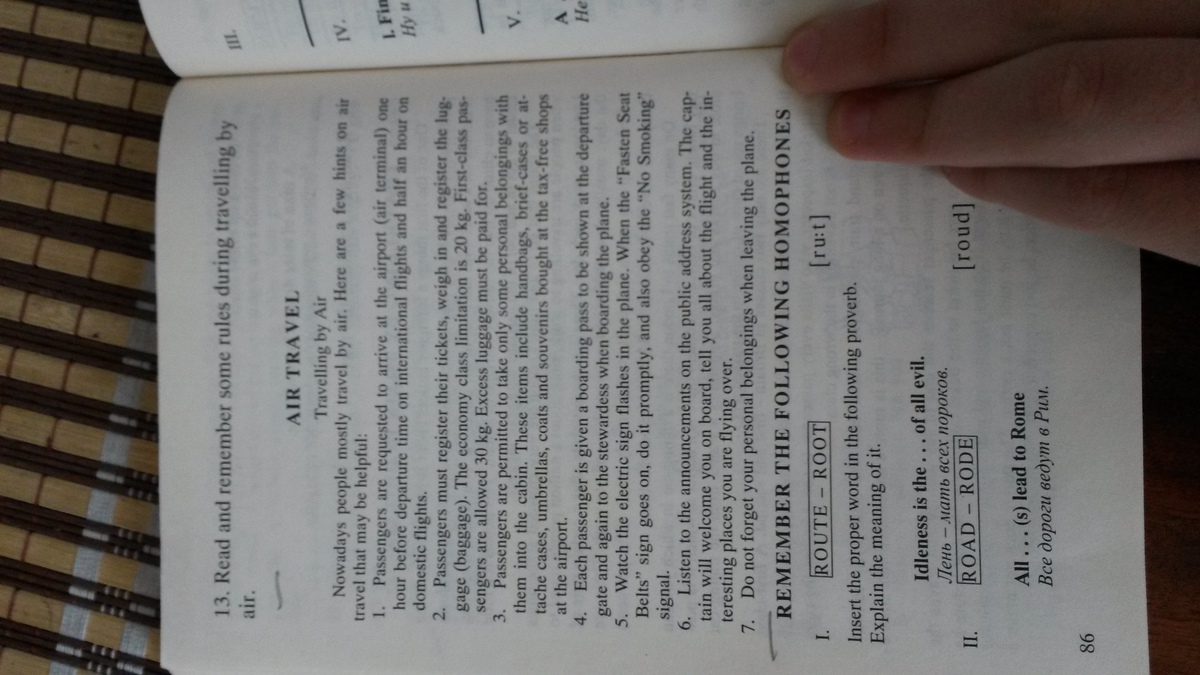 13. Read and remember some rules during travelling by
air.
AIR TRAVEL
Travelling by Air
Nowadays people mostly travel by air. Here are a few hints on air
travel that may be helpful:
1. Passengers are requested to arrive at the airport (air terminal) one
hour before departure time on international flights and half an hour on
domestic flights.
2. Passengers must register their tickets, weigh in and register the lug-
gage (baggage). The economy class limitation is 20 kg. First-class pas-
sengers are allowed 30 kg. Excess luggage must be paid for.
3. Passengers are permitted to take only some personal belongings with
them into the cabin. These items include handbags, brief-cases or at-
tache cases, umbrellas, coats and souvenirs bought at the tax-free shops
at the airport.
4. Each passenger is given a boarding pass to be shown at the departure
gate and again to the stewardess when boarding the plane.
5. Watch the electric sign flashes in the plane. When the “Fasten Seat
Belts” sign goes on, do it promptly, and also obey the “No Smoking”
signal.
6. Listen to the announcements on the public address system. The cap-
tain will welcome you on board, tell you all about the flight and the in-
teresting places you are flying over.
7. Do not forget your personal belongings when leaving the plane.
REMEMBER THE FOLLOWING HOMOPHONES
I. ROUTE – ROOT [ru:t]
Insert the proper word in the following proverb.
Explain the meaning of it.
Idleness is the . . . of all evil.
Лень – мать всех пороков.
II. ROAD – RODE [roud]
All . . . (s) lead to Rome
Все дороги ведут в Рим.
86
III.
IV.
I. Fin
Ну и
V.
A
Не